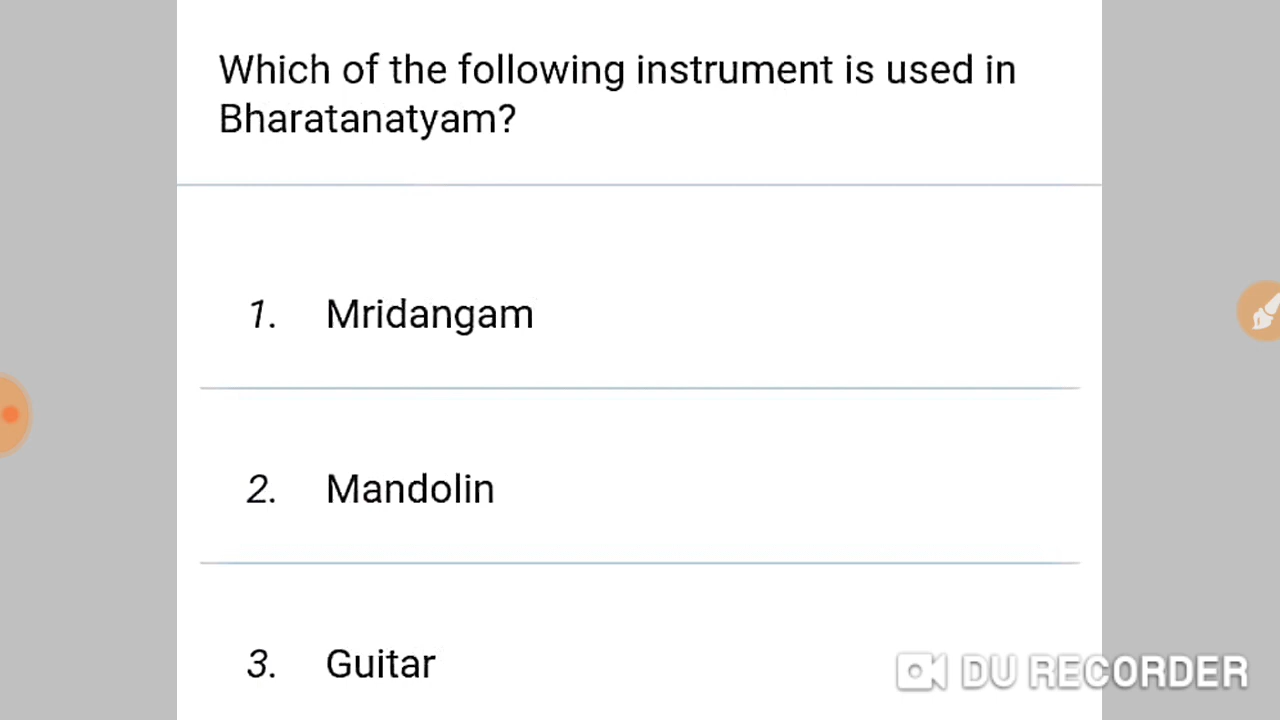 Which of the following instrument is used in
Bharatanatyam?
1. Mridangam
2. Mandolin
3. Guitar
DU RECORDER